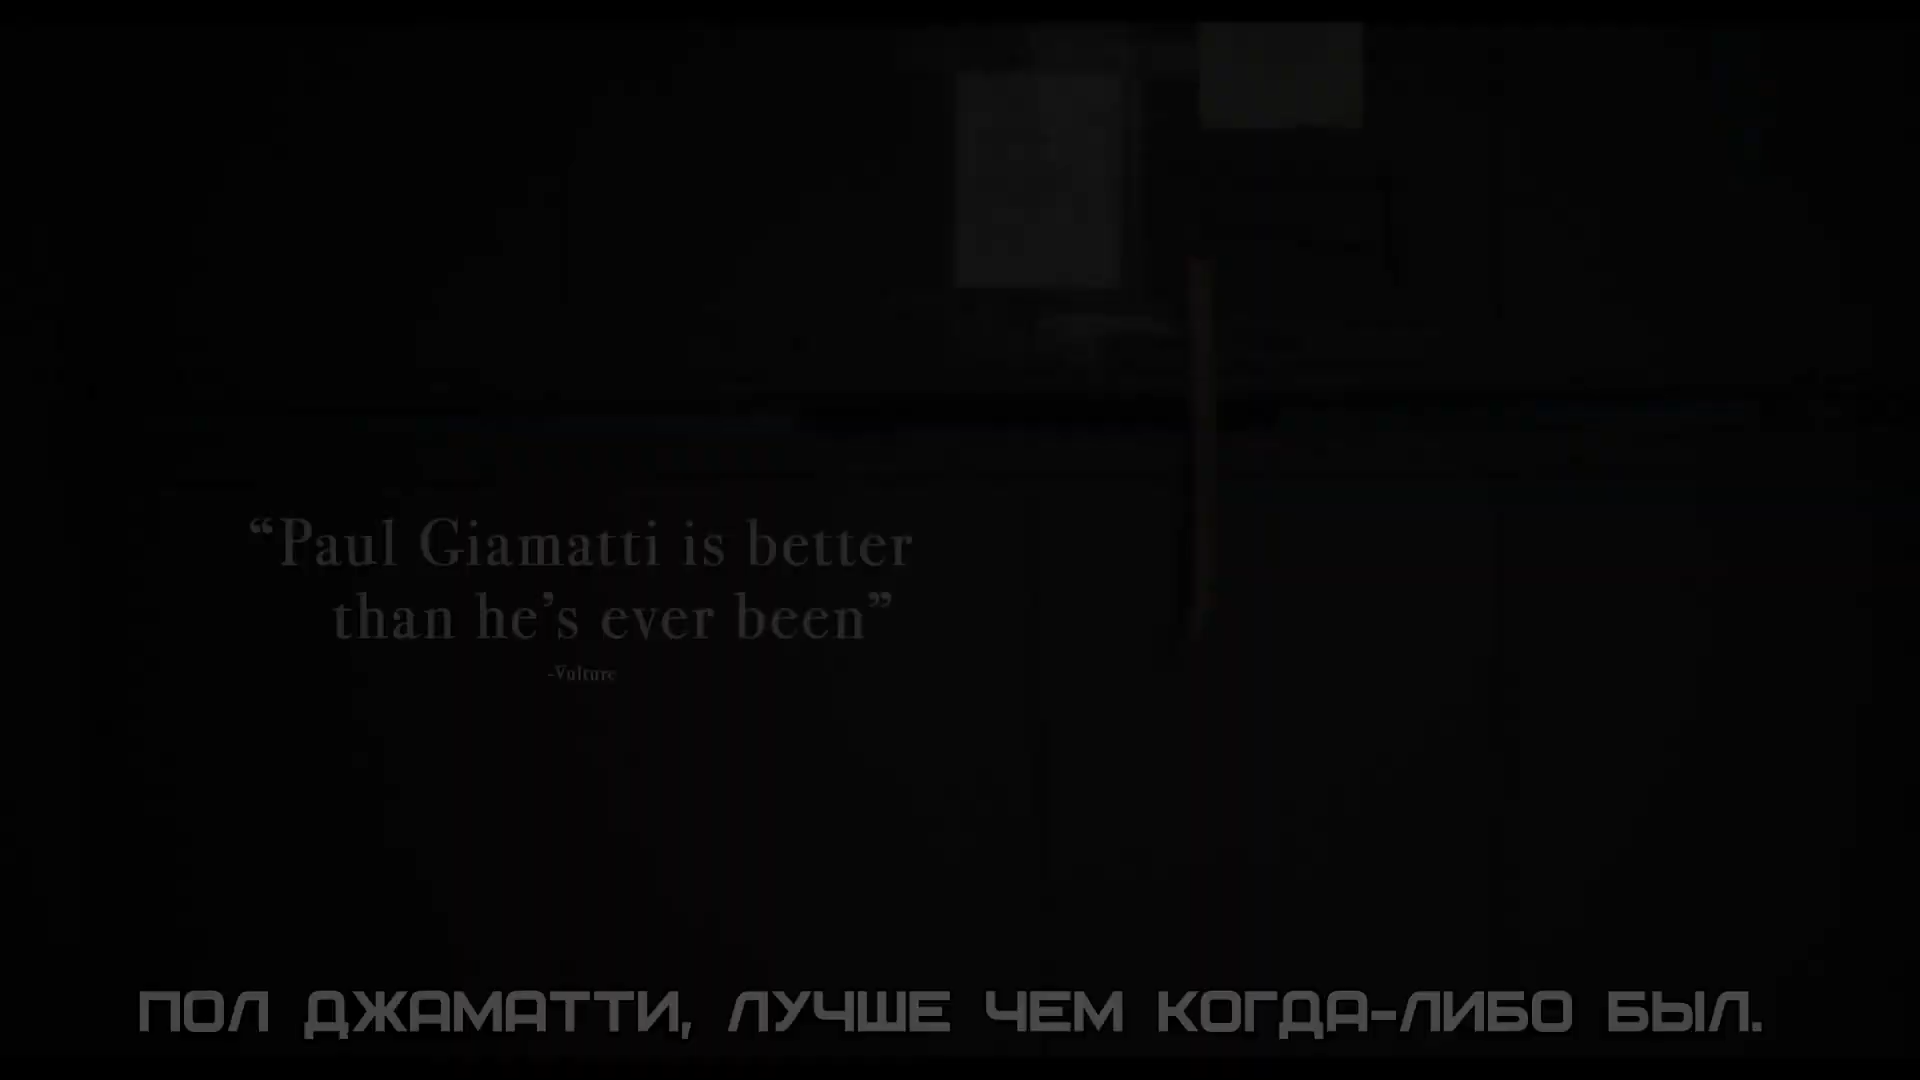 “Paul Giamatti is better
than he’s ever been”
-Vulture
ПОЛ ДЖАМАТТИ, ЛУЧШЕ ЧЕМ КОГДА-ЛИБО БЫЛ.